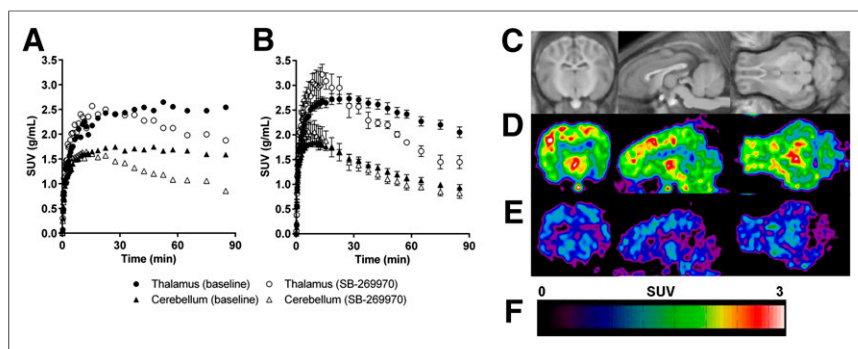 A
B
C
3.5
3.0
2.5
2.0
1.5
1.0
0.5
0.0
SUV (g/mL)
0
30
60
90
Time (min)
3.5
3.0
2.5
2.0
1.5
1.0
0.5
0.0
SUV (g/mL)
0
30
60
90
Time (min)
D
E
Thalamus (baseline)
Thalamus (SB-269970)
Cerebellum (baseline)
Cerebellum (SB-269970)
0
SUV
3
F